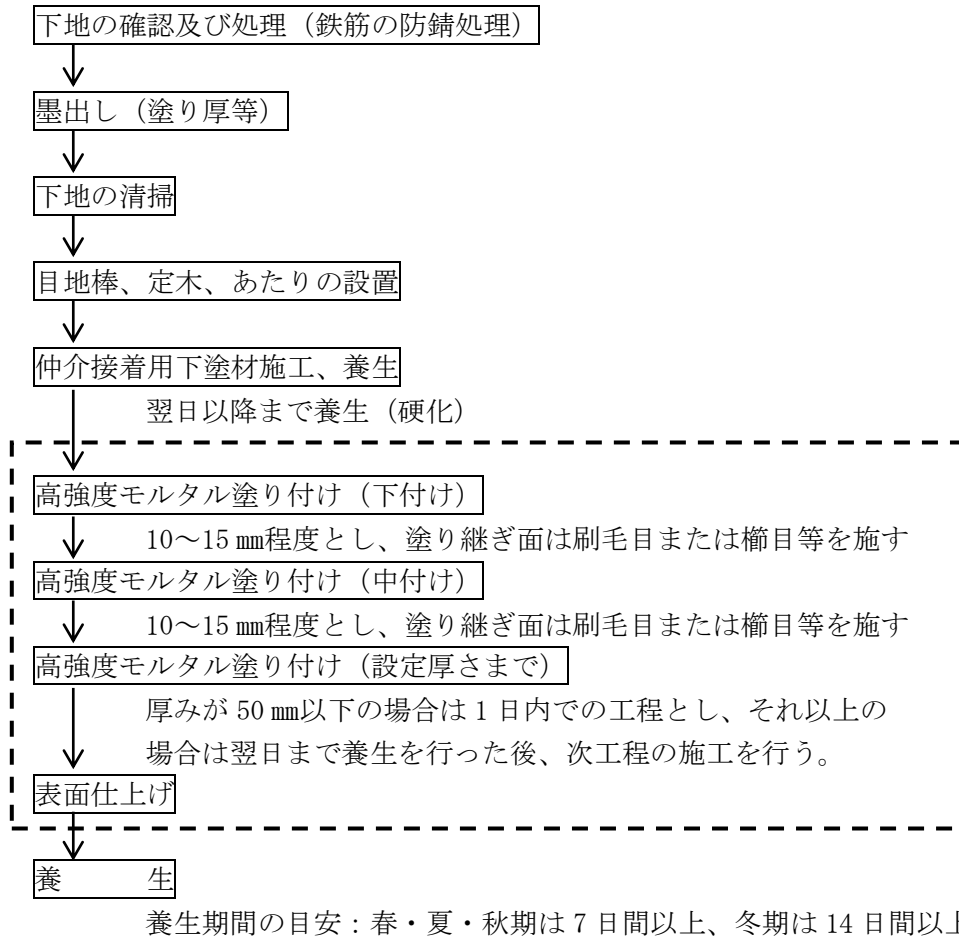 下地の確認及び処理（鉄筋の防錆処理）
墨出し（塗り厚等）
下地の清掃
目地棒、定木、あたりの設置
仲介接着用下塗材施工、養生
翌日以降まで養生（硬化）
高強度モルタル塗り付け（下付け）
10～15㎜程度とし、塗り継ぎ面は刷毛目または櫛目等を施す
高強度モルタル塗り付け（中付け）
10～15㎜程度とし、塗り継ぎ面は刷毛目または櫛目等を施す
高強度モルタル塗り付け（設定厚さまで）
厚みが 50㎜以下の場合は 1 日内での工程とし、それ以上の
場合は翌日まで養生を行った後、次工程の施工を行う。
表面仕上げ
養　　　生
養生期間の目安：春・夏・秋期は 7 日間以上、冬期は 14 日間以